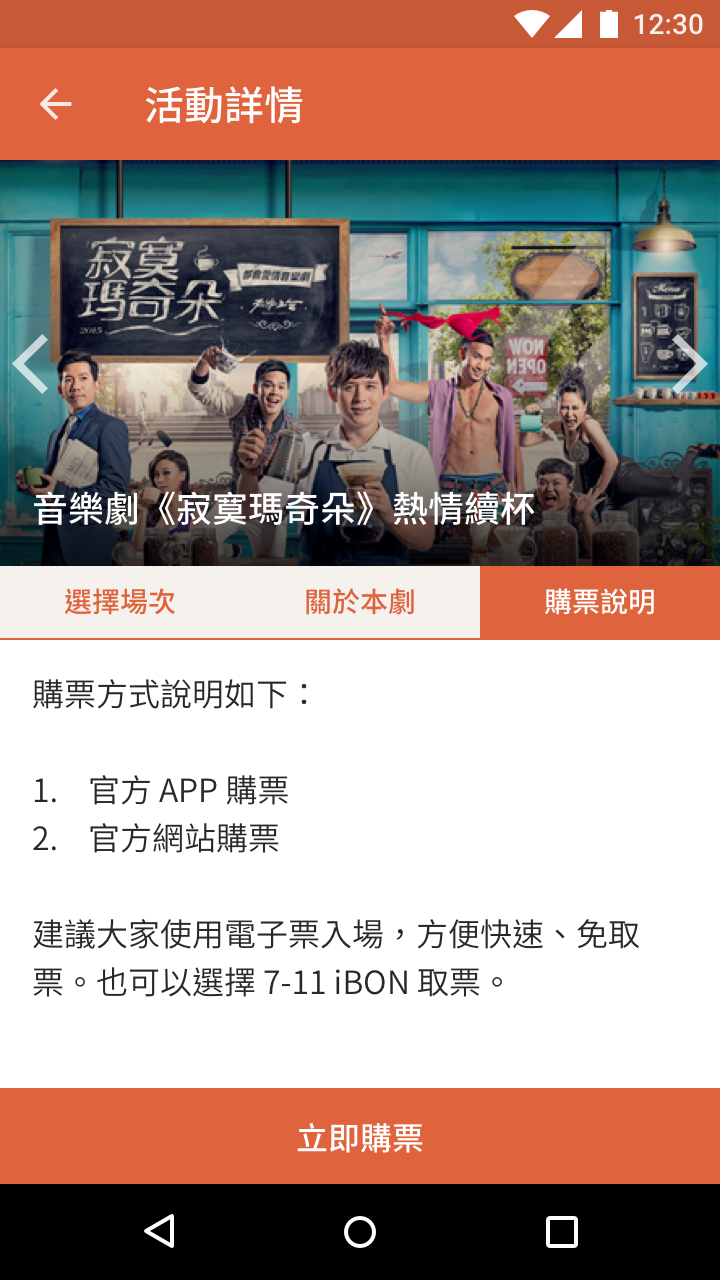 12:30
活動詳情
寂寞
瑪奇朵
都會愛情音樂劇
2015
Menu
NOW
OPEN
音樂劇《寂寞瑪奇朵》熱情續杯
選擇場次
關於本劇
購票說明
購票方式說明如下：
1. 官方 APP 購票
2. 官方網站購票
建議大家使用電子票入場，方便快速、免取
票。也可以選擇 7-11 iBON 取票。
立即購票